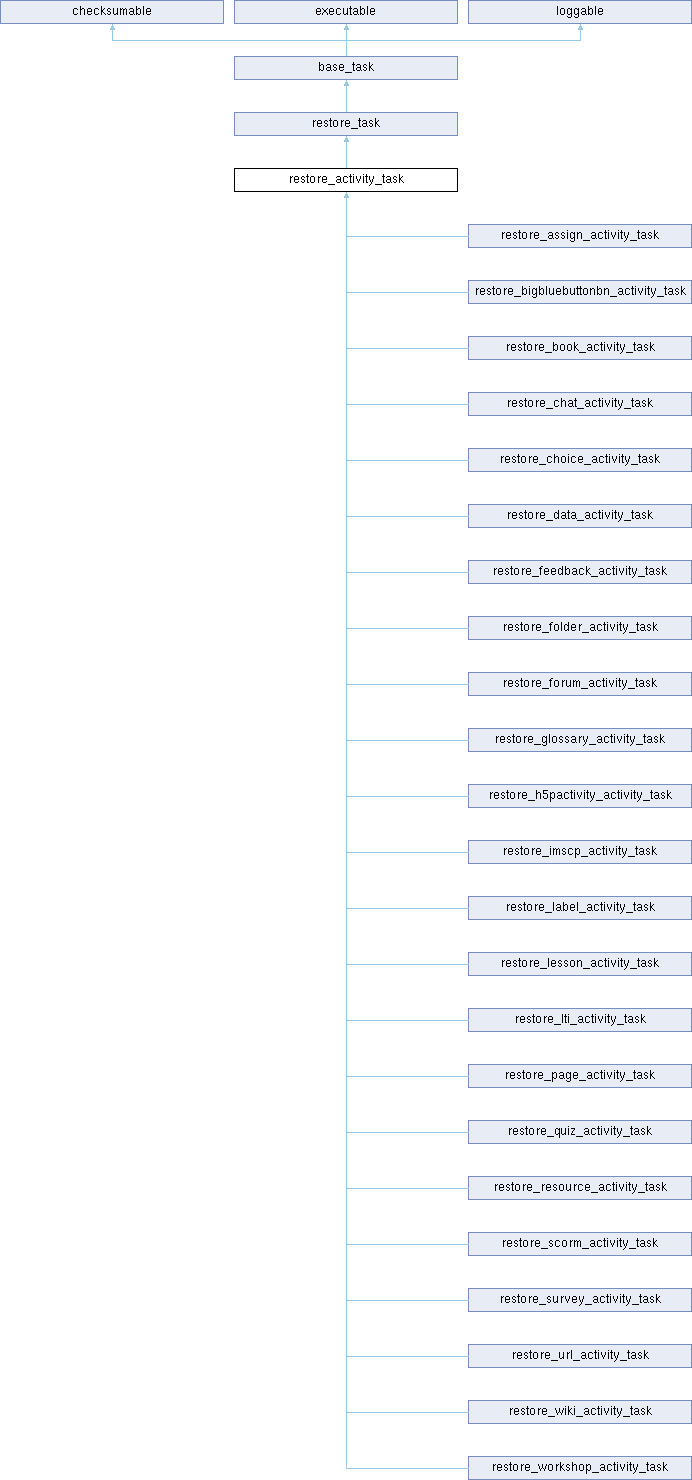 checksumable
executable
loggable
base_task
restore_task
restore_activity_task
restore_assign_activity_task
restore_bigbluebuttonbn_activity_task
restore_book_activity_task
restore_chat_activity_task
restore_choice_activity_task
restore_data_activity_task
restore_feedback_activity_task
restore_folder_activity_task
restore_forum_activity_task
restore_glossary_activity_task
restore_h5pactivity_activity_task
restore_imscp_activity_task
restore_label_activity_task
restore_lesson_activity_task
restore_lti_activity_task
restore_page_activity_task
restore_quiz_activity_task
restore_resource_activity_task
restore_scorm_activity_task
restore_survey_activity_task
restore_url_activity_task
restore_wiki_activity_task
restore_workshop_activity_task